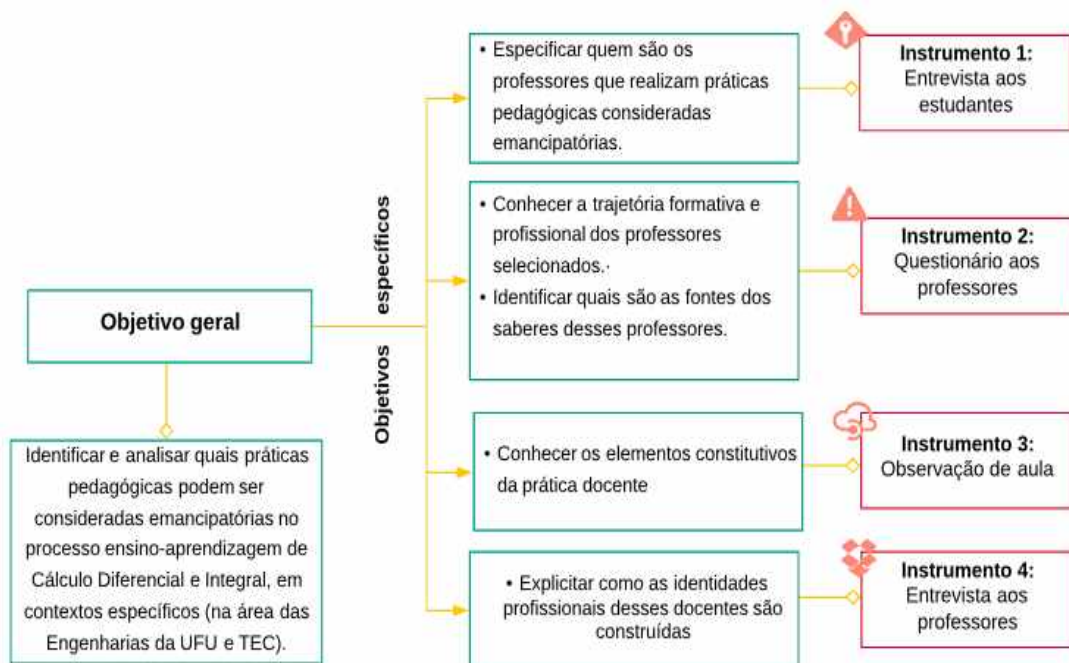 Objetivo geral
Identificar e analisar quais práticas
pedagógicas podem ser
consideradas emancipatórias no
processo ensino-aprendizagem de
Cálculo Diferencial e Integral, em
contextos específicos (na área das
Engenharias da UFU e TEC).
Objetivos específicos
• Especificar quem são os
professores que realizam práticas
pedagógicas consideradas
emancipatórias.
Instrumento 1:
Entrevista aos
estudantes
• Conhecer a trajetória formativa e
profissional dos professores
selecionados.·
• Identificar quais são as fontes dos
saberes desses professores.
Instrumento 2:
Questionário aos
professores
• Conhecer os elementos constitutivos
da prática docente
Instrumento 3:
Observação de aula
• Explicitar como as identidades
profissionais desses docentes são
construídas
Instrumento 4:
Entrevista aos
professores